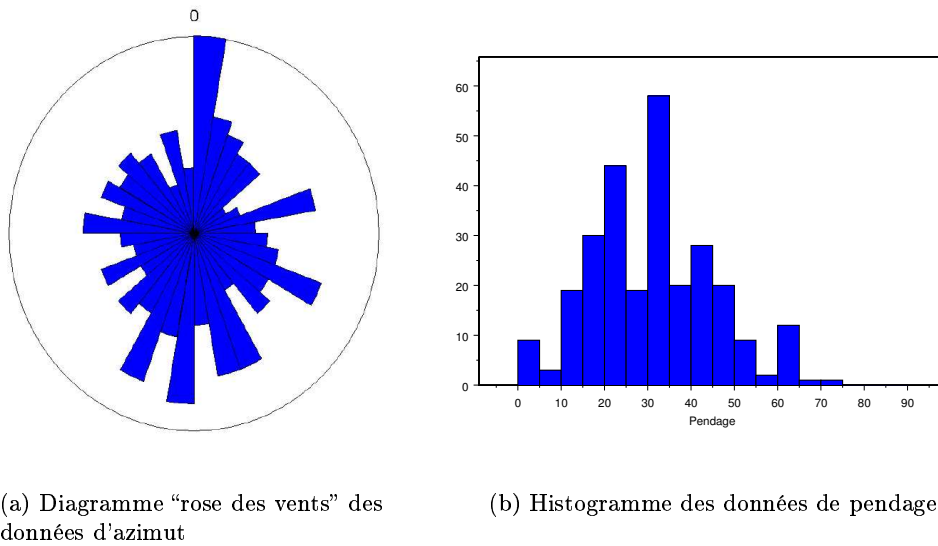 0
60
50
40
30
20
10
0
0 10 20 30 40 50 60 70 80 90
Pendage
(a) Diagramme “rose des vents” des
données d'azimut
(b) Histogramme des données de pendage